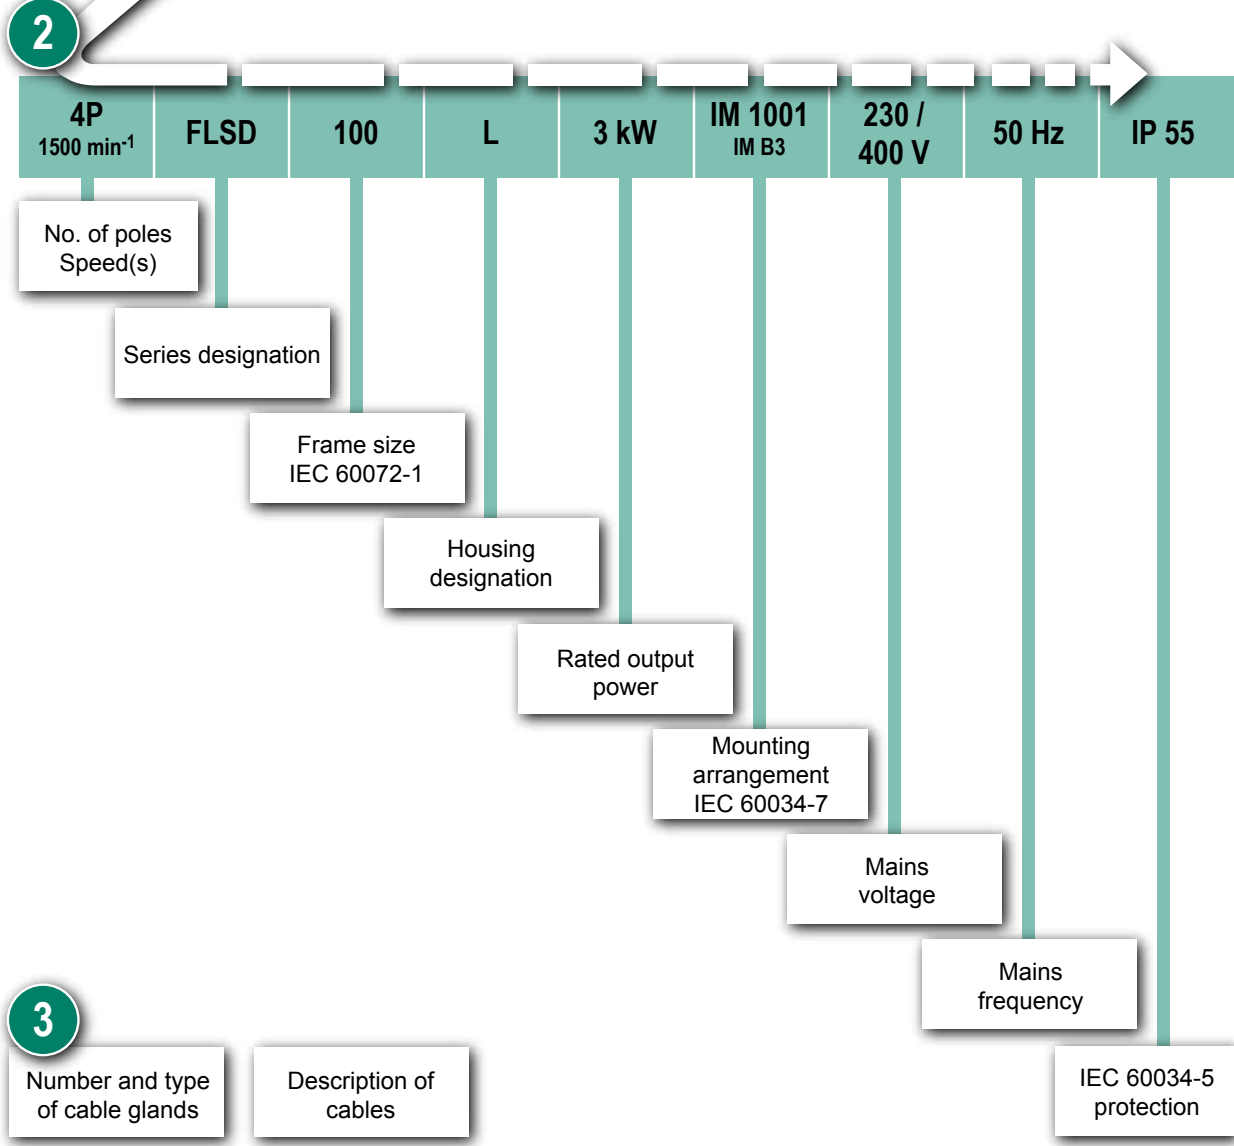 2
4P
1500 min-1
FLSD
100
L
3 kW
IM 1001
IM B3
230 /
400 V
50 Hz
IP 55
No. of poles
Speed(s)
Series designation
Frame size
IEC 60072-1
Housing
designation
Rated output
power
Mounting
arrangement
IEC 60034-7
Mains
voltage
Mains
frequency
IEC 60034-5
protection
3
Number and type
of cable glands
Description of
cables